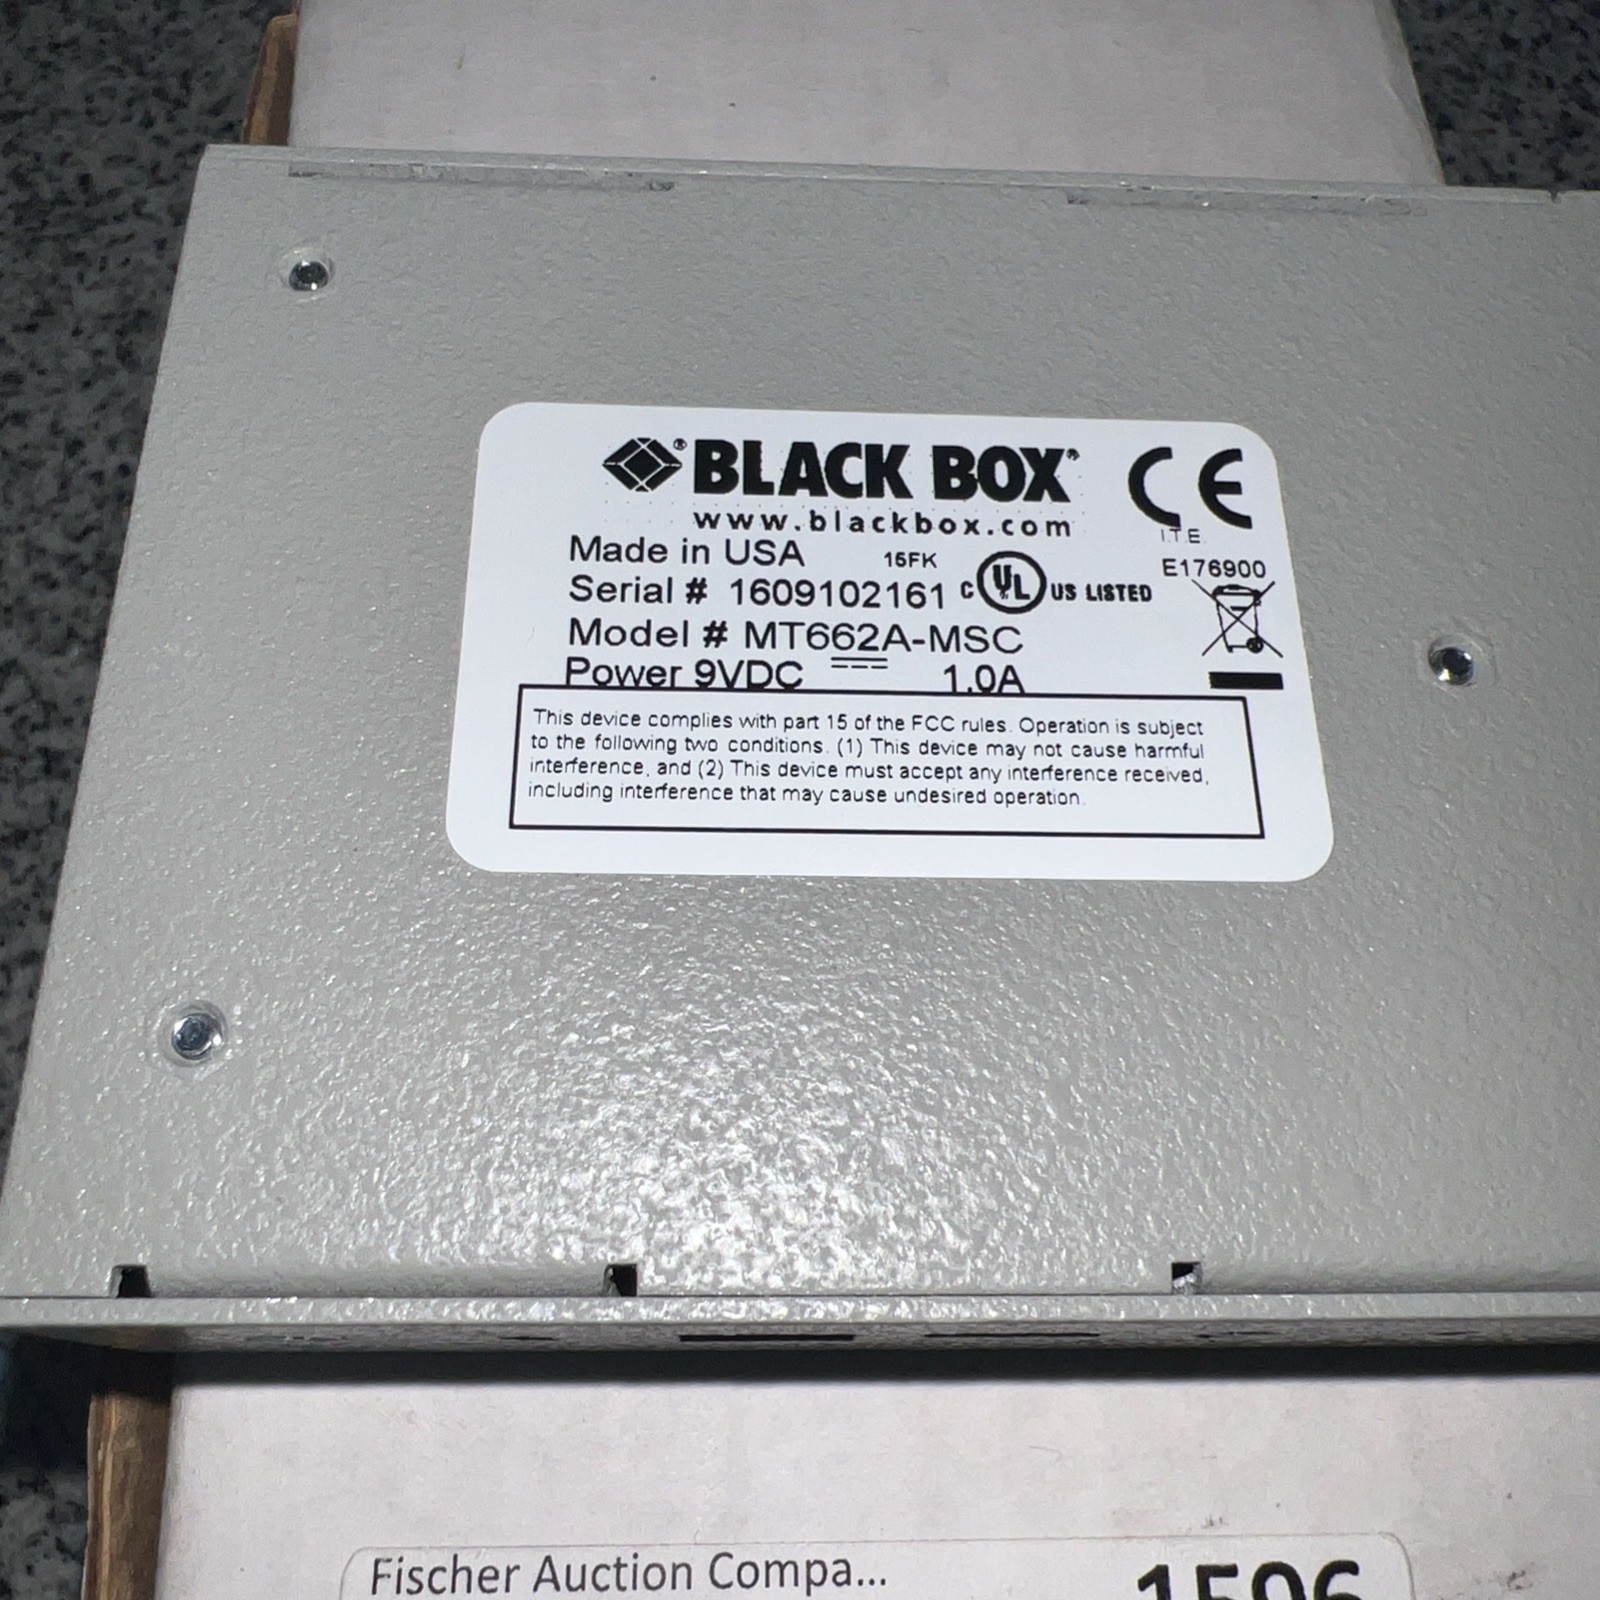 BLACK BOX®
www.blackbox.com
CE
I.T.E.
Made in USA 15FK
E176900
Serial # 1609102161 C UL US LISTED
Model # MT662A-MSC
Power 9VDC 1.0A
This device complies with part 15 of the FCC rules. Operation is subject
to the following two conditions. (1) This device may not cause harmful
interference, and (2) This device must accept any interference received,
including interference that may cause undesired operation.
Fischer Auction Compa...
1596